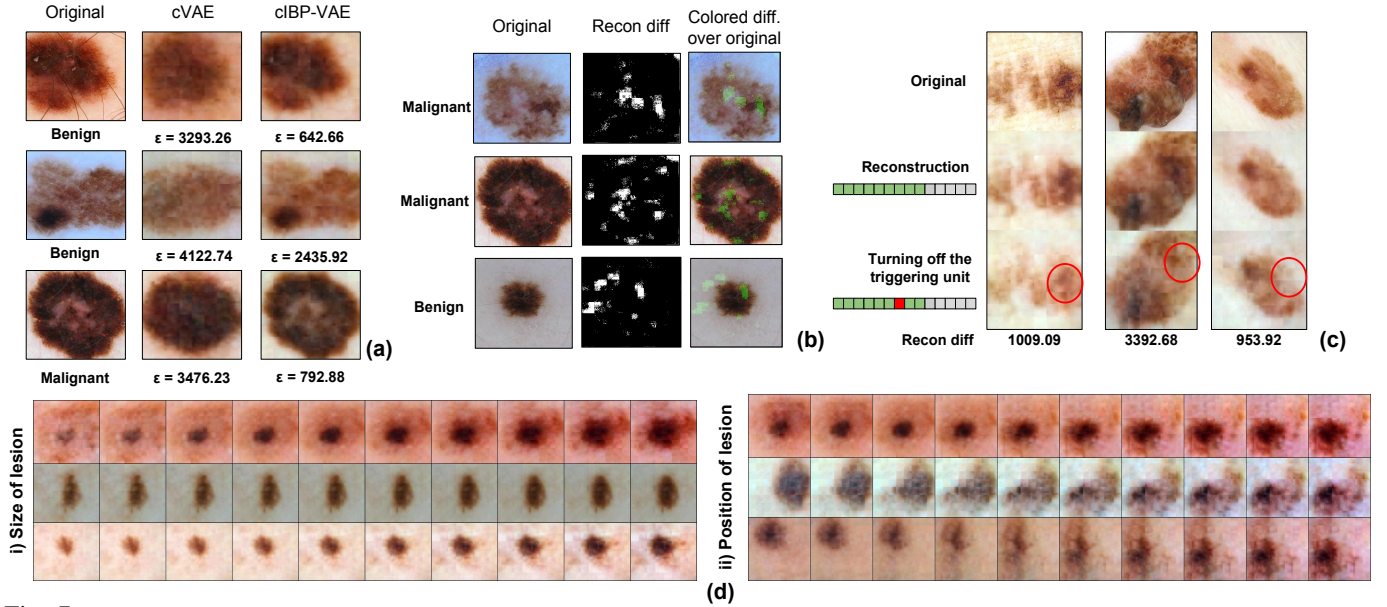 Original cVAE cIBP-VAE
Benign ε = 3293.26 ε = 642.66
Benign ε = 4122.74 ε = 2435.92
Malignant ε = 3476.23 ε = 792.88
(a)
Original Recon diff Colored diff.
over original
Malignant
Malignant
Benign
(b)
Original
Reconstruction
Turning off the
triggering unit
Recon diff 1009.09 3392.68 953.92
(c)
i) Size of lesion
ii) Position of lesion
(d)